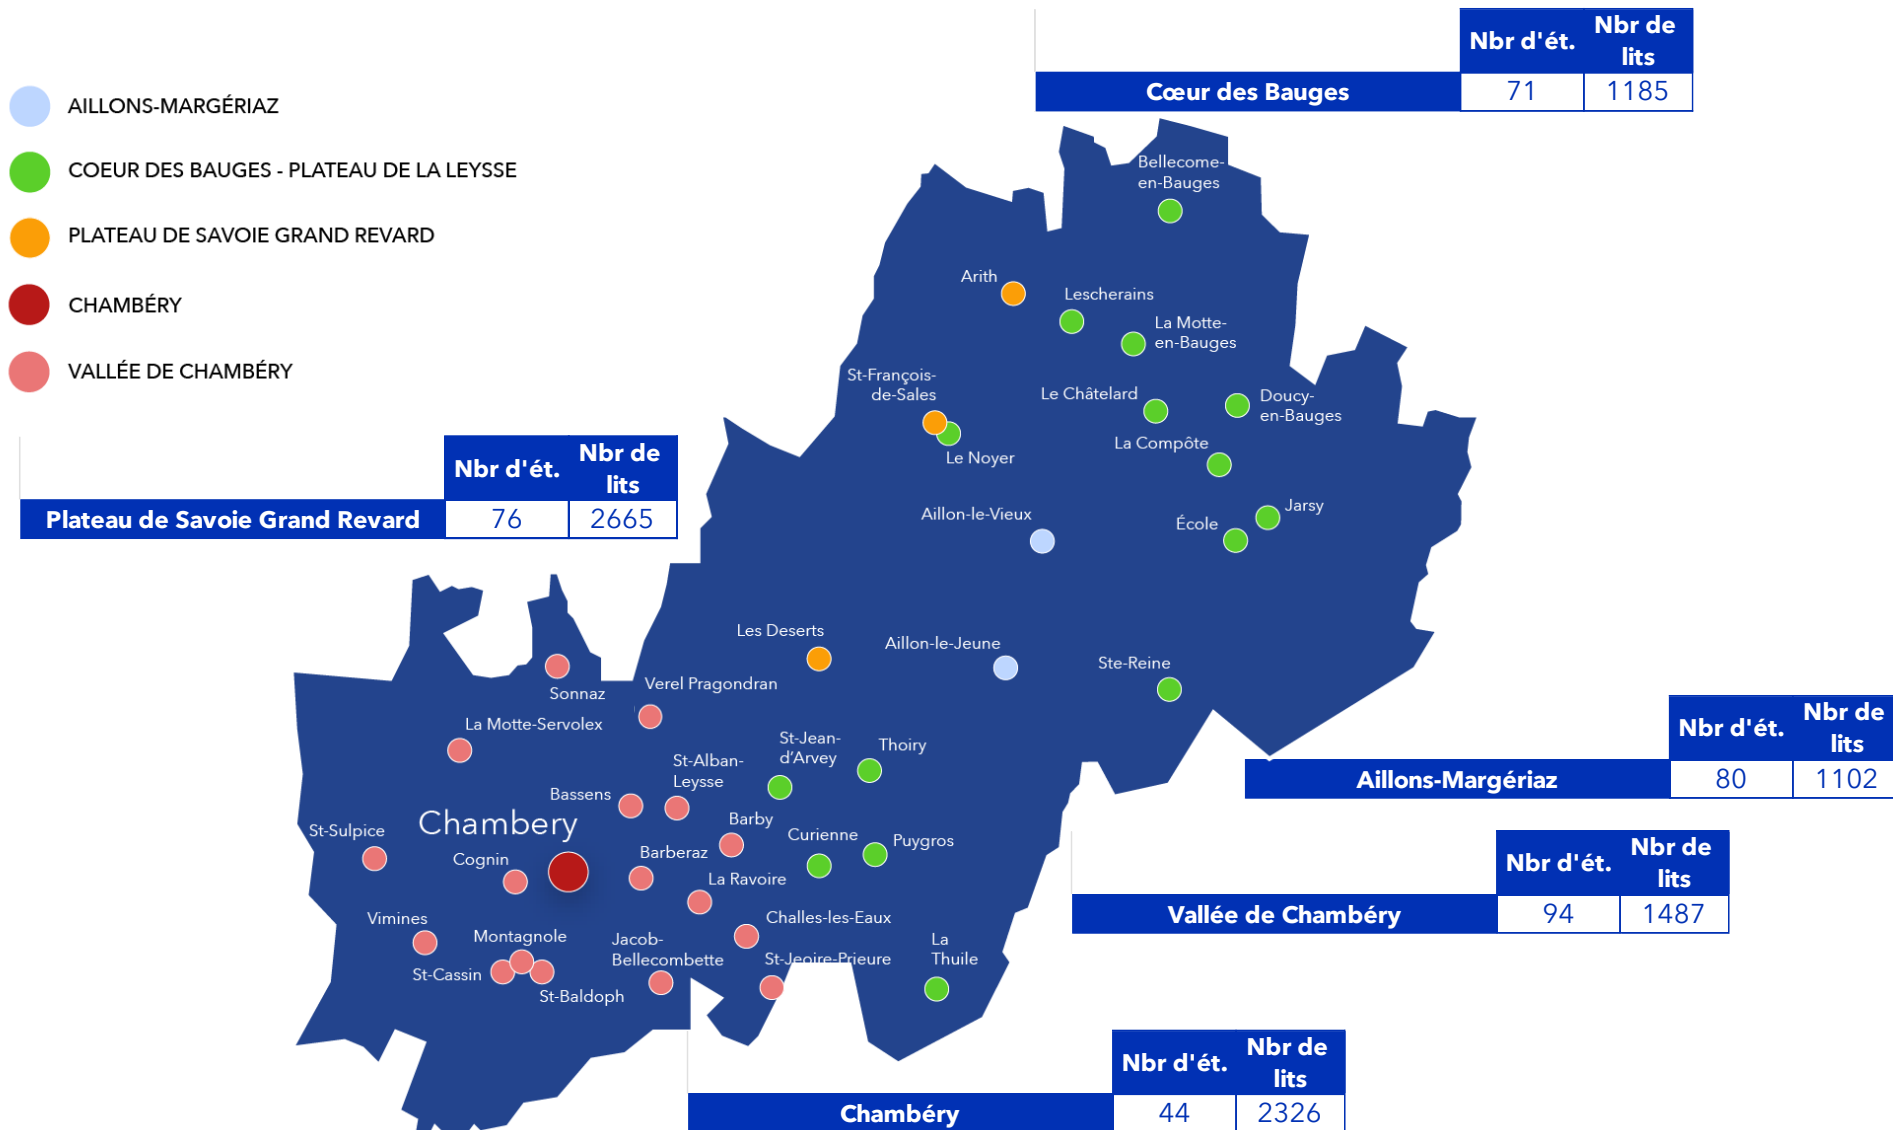 Nbr d'ét.
Nbr de
lits
Cœur des Bauges
71
1185
AILLONS-MARGÉRIAZ
COEUR DES BAUGES - PLATEAU DE LA LEYSSE
PLATEAU DE SAVOIE GRAND REVARD
CHAMBÉRY
VALLÉE DE CHAMBÉRY
Nbr d'ét.
Nbr de
lits
Plateau de Savoie Grand Revard
76
2665
Bellecome-
en-Bauges
Arith
Lescherains
La Motte-
en-Bauges
St-François-
de-Sales
Le Châtelard
Doucy-
en-Bauges
La Compôte
Le Noyer
Aillon-le-Vieux
École
Jarsy
Les Deserts
Aillon-le-Jeune
Ste-Reine
Sonnaz
Verel Pragondran
La Motte-Servolex
St-Jean-
d'Arvey
Thoiry
St-Alban-
Leysse
Bassens
Chambery
Barby
St-Sulpice
Curienne
Puygros
Cognin
Barberaz
La Ravoire
Vimines
Challes-les-Eaux
Montagnole
Jacob-
Bellecombette
La
Thuile
St-Jeoire-Prieure
St-Cassin
St-Baldoph
Nbr d'ét.
Nbr de
lits
Aillons-Margériaz
80
1102
Nbr d'ét.
Nbr de
lits
Vallée de Chambéry
94
1487
Nbr d'ét.
Nbr de
lits
Chambéry
44
2326